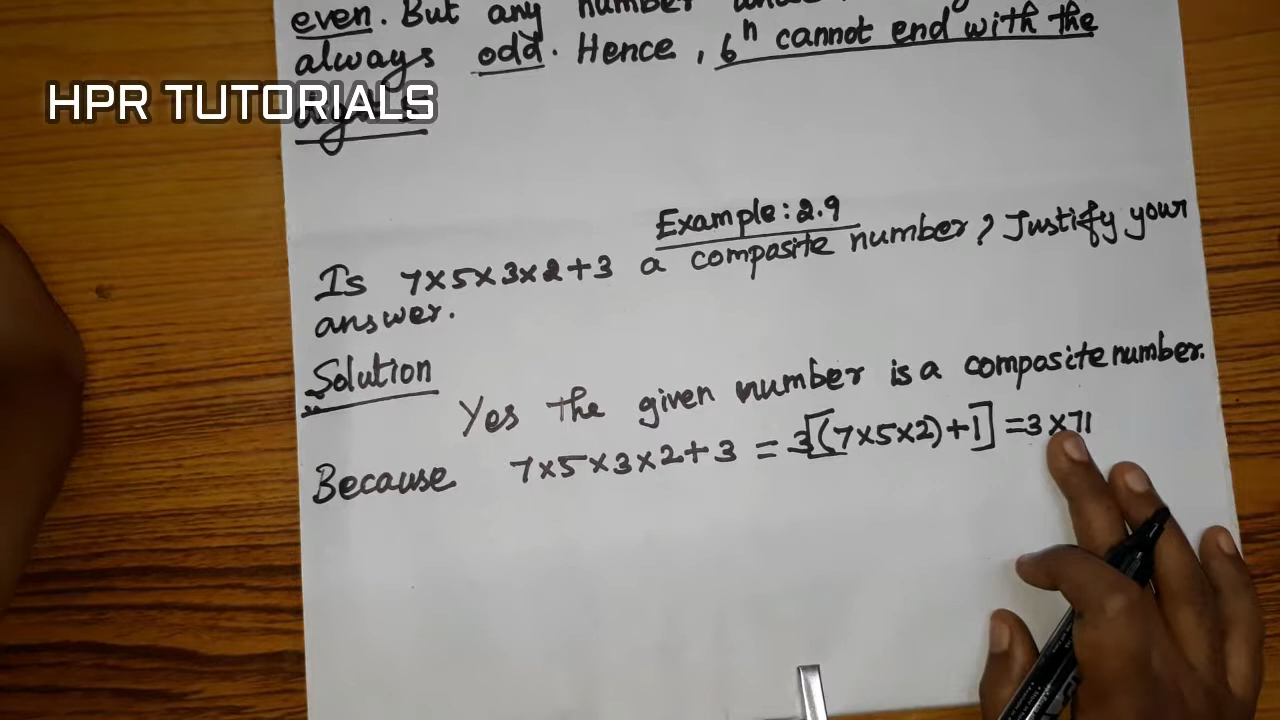 even. But any number
always odd. Hence, 6ⁿ cannot end with the
HPR TUTORIALS
Example: 2.9
Is 7×5×3×2+3 a composite number? Justify your
answer.
Solution
Yes the given number is a composite number.
Because 7×5×3×2+3 = 3[(7×5×2)+1] = 3×71